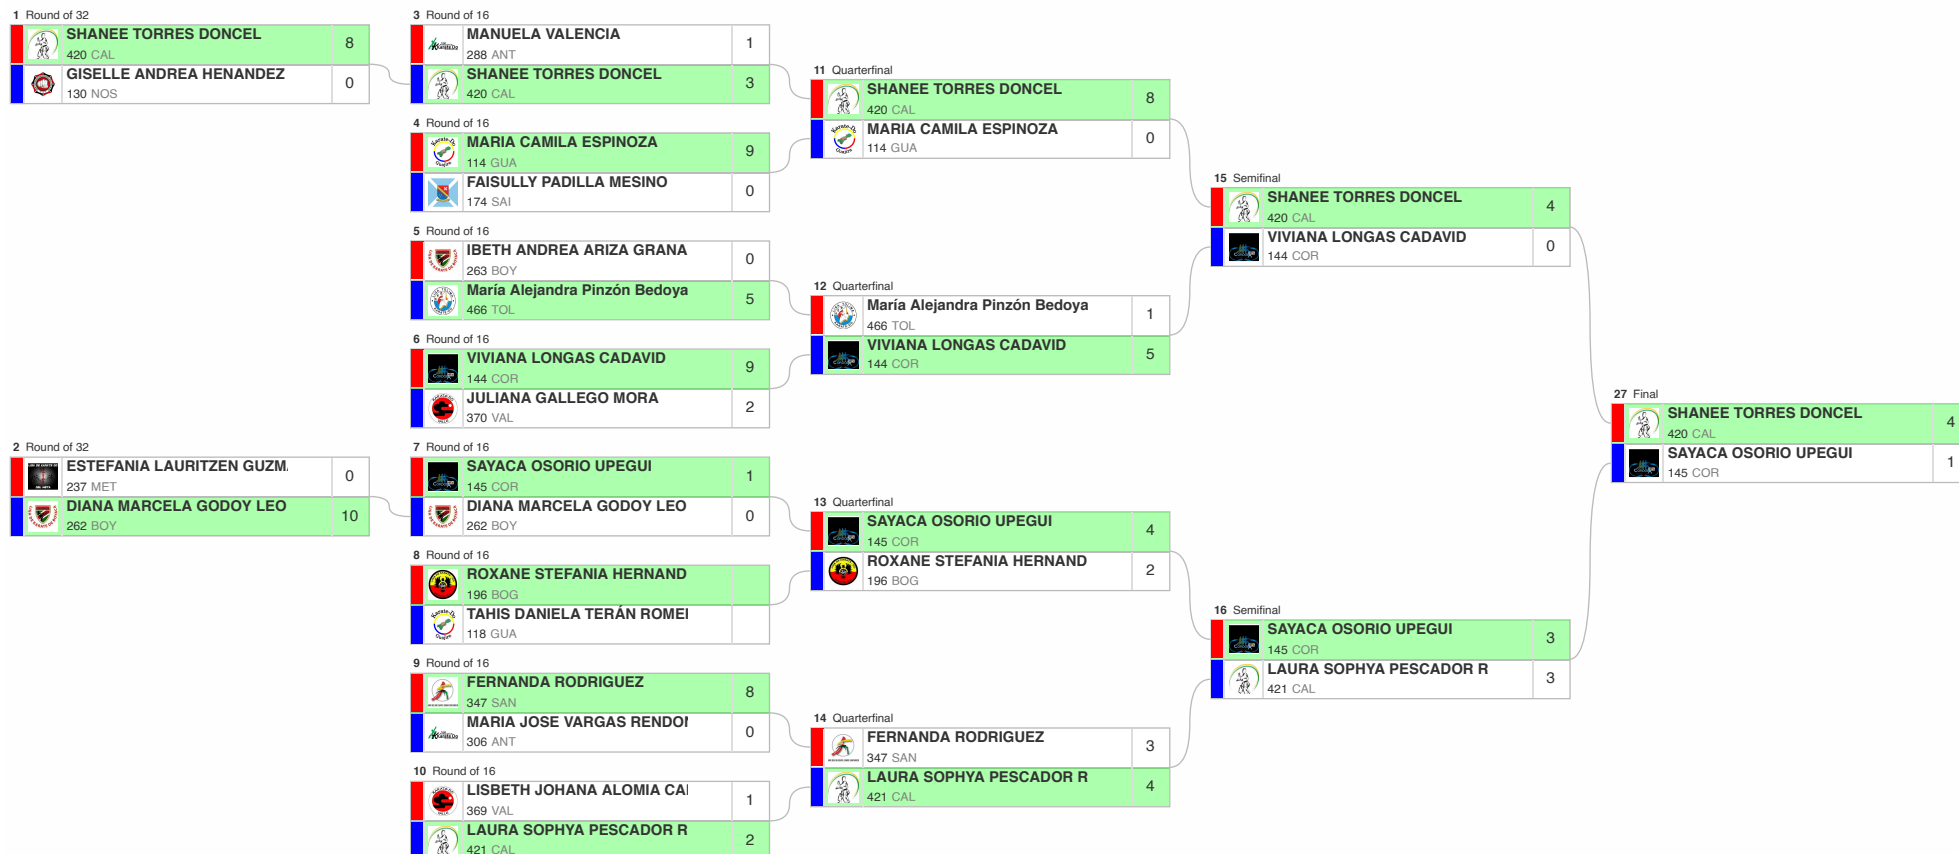 1 Round of 32
SHANEE TORRES DONCEL 8
420 CAL
GISELLE ANDREA HENANDEZ 0
130 NOS
2 Round of 32
ESTEFANIA LAURITZEN GUZM. 0
237 MET
DIANA MARCELA GODOY LEO 10
262 BOY
3 Round of 16
MANUELA VALENCIA 1
288 ANT
SHANEE TORRES DONCEL 3
420 CAL
4 Round of 16
MARIA CAMILA ESPINOZA 9
114 GUA
FAISULLY PADILLA MESINO 0
174 SAI
5 Round of 16
IBETH ANDREA ARIZA GRANA 0
263 BOY
María Alejandra Pinzón Bedoya 5
466 TOL
6 Round of 16
VIVIANA LONGAS CADAVID 9
144 COR
JULIANA GALLEGO MORA 2
370 VAL
7 Round of 16
SAYACA OSORIO UPEGUI 1
145 COR
DIANA MARCELA GODOY LEO 0
262 BOY
8 Round of 16
ROXANE STEFANIA HERNAND
196 BOG
TAHIS DANIELA TERÁN ROMEI
118 GUA
9 Round of 16
FERNANDA RODRIGUEZ 8
347 SAN
MARIA JOSE VARGAS RENDON 0
306 ANT
10 Round of 16
LISBETH JOHANA ALOMIA CAI 1
369 VAL
LAURA SOPHYA PESCADOR R 2
421 CAL
11 Quarterfinal
SHANEE TORRES DONCEL 8
420 CAL
MARIA CAMILA ESPINOZA 0
114 GUA
12 Quarterfinal
María Alejandra Pinzón Bedoya 1
466 TOL
VIVIANA LONGAS CADAVID 5
144 COR
13 Quarterfinal
SAYACA OSORIO UPEGUI 4
145 COR
ROXANE STEFANIA HERNAND 2
196 BOG
14 Quarterfinal
FERNANDA RODRIGUEZ 3
347 SAN
LAURA SOPHYA PESCADOR R 4
421 CAL
15 Semifinal
SHANEE TORRES DONCEL 4
420 CAL
VIVIANA LONGAS CADAVID 0
144 COR
16 Semifinal
SAYACA OSORIO UPEGUI 3
145 COR
LAURA SOPHYA PESCADOR R 3
421 CAL
27 Final
SHANEE TORRES DONCEL 4
420 CAL
SAYACA OSORIO UPEGUI 1
145 COR